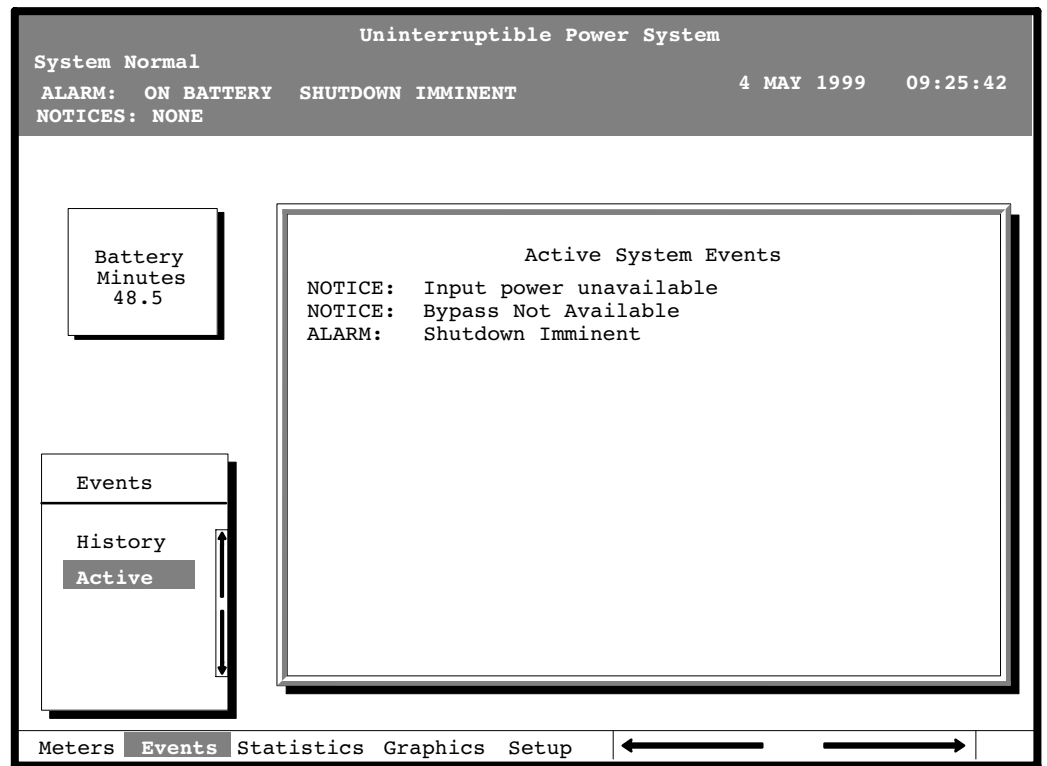 Uninterruptible Power System
System Normal
4 MAY 1999 09:25:42
ALARM: ON BATTERY SHUTDOWN IMMINENT
NOTICES: NONE
Battery
Minutes
48.5
Active System Events
NOTICE: Input power unavailable
NOTICE: Bypass Not Available
ALARM: Shutdown Imminent
Events
History
Active
Meters Events Statistics Graphics Setup